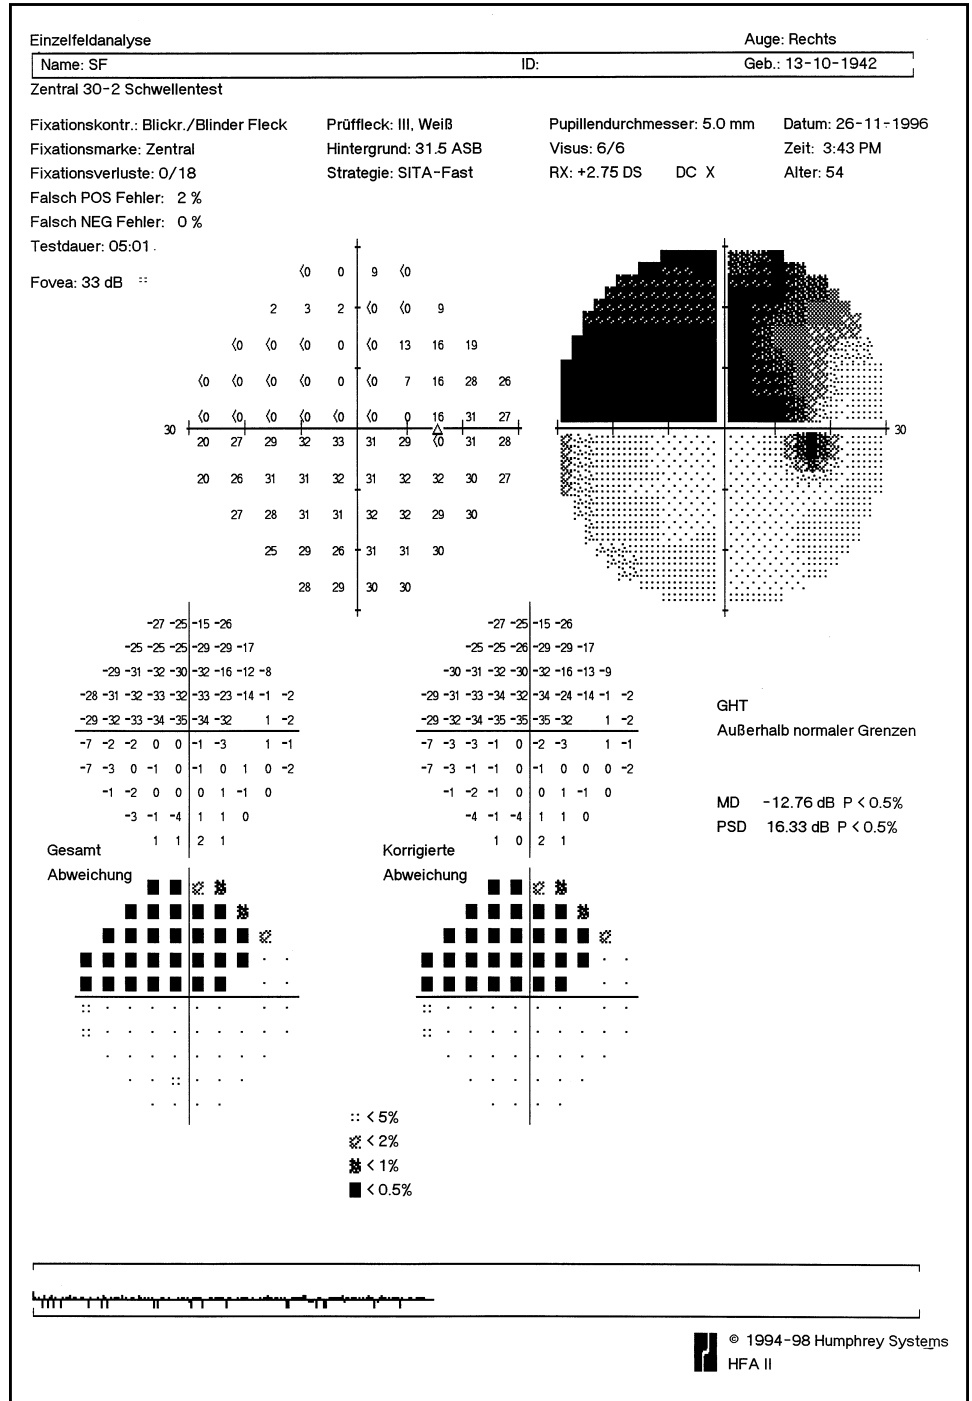 Einzelfeldanalyse Auge: Rechts
Name: SF ID: Geb.: 13-10-1942
Zentral 30-2 Schwellentest
Fixationskontr.: Blickr./Blinder Fleck Prüffleck: III, Weiß Pupillendurchmesser: 5.0 mm Datum: 26-11-1996
Fixationsmarke: Zentral Hintergrund: 31.5 ASB Visus: 6/6 Zeit: 3:43 PM
Fixationsverluste: 0/18 Strategie: SITA-Fast RX: +2.75 DS DC X Alter: 54
Falsch POS Fehler: 2 %
Falsch NEG Fehler: 0 %
Testdauer: 05:01
Fovea: 33 dB ::
<0 0 9 <0
2 3 2 <0 <0 9
<0 <0 <0 0 <0 13 16 19
<0 <0 <0 <0 0 <0 7 16 28 26
<0 <0 <0 <0 <0 <0 0 16 31 27
30 30
20 27 29 32 33 31 29 <0 31 28
20 26 31 31 32 31 32 32 30 27
27 28 31 31 32 32 29 30
25 29 26 31 31 30
28 29 30 30
-27 -25 -15 -26 -27 -25 -15 -26
-25 -25 -25 -29 -29 -17 -25 -25 -26 -29 -29 -17
-29 -31 -32 -30 -32 -16 -12 -8 -30 -31 -32 -30 -32 -16 -13 -9
-28 -31 -32 -33 -32 -33 -23 -14 -1 -2 -29 -31 -33 -34 -32 -34 -24 -14 -1 -2
-29 -32 -33 -34 -35 -34 -32 1 -2 -29 -32 -34 -35 -35 -35 -32 1 -2
-7 -2 -2 0 0 -1 -3 1 -1 -7 -3 -3 -1 0 -2 -3 1 -1
-7 -3 0 -1 0 -1 0 1 0 -2 -7 -3 -1 -1 0 -1 0 0 0 -2
-1 -2 0 0 0 1 -1 0 -1 -2 -1 0 0 1 -1 0
-3 -1 -4 1 1 0 -4 -1 -4 1 1 0
1 1 2 1 1 0 2 1
GHT
Außerhalb normaler Grenzen
MD -12.76 dB P < 0.5%
PSD 16.33 dB P < 0.5%
Gesamt Abweichung
Korrigierte Abweichung
:: < 5%
< 2%
< 1%
< 0.5%
© 1994-98 Humphrey Systems
HFA II